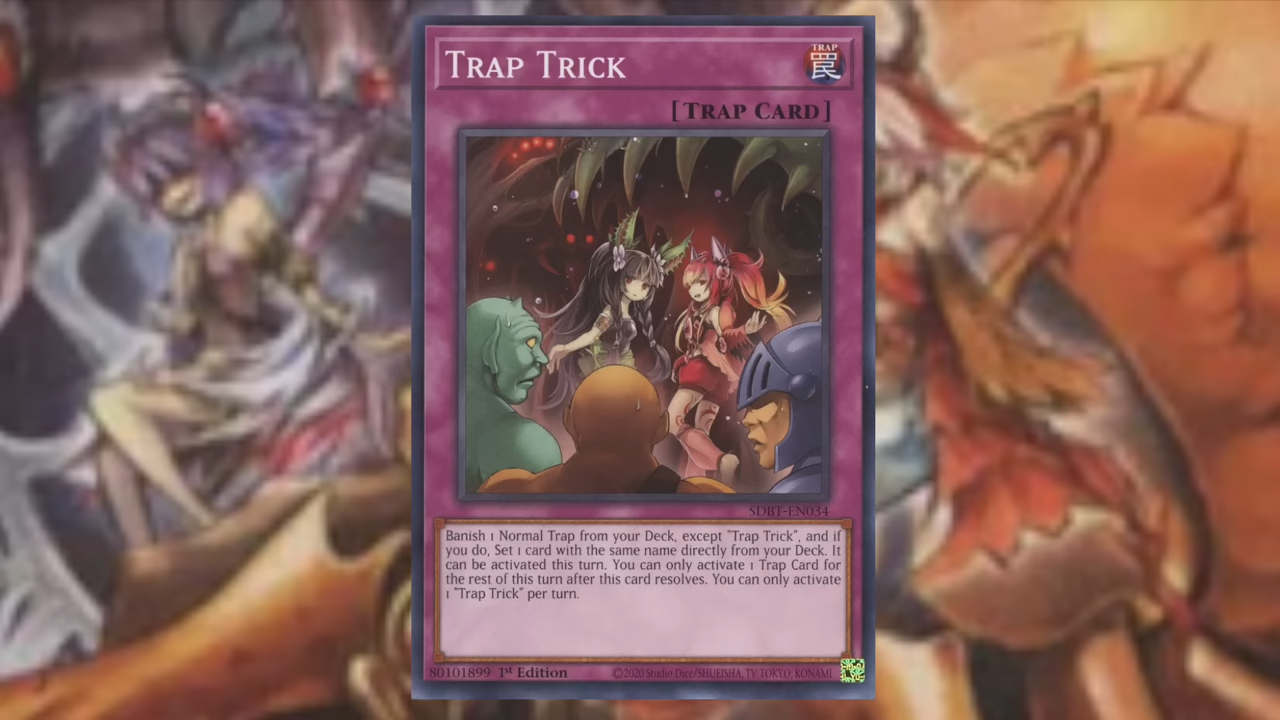 Trap Trick
TRAP
罠
[Trap Card]
SDBT-EN034
Banish 1 Normal Trap from your Deck, except "Trap Trick", and if
you do, Set 1 card with the same name directly from your Deck. It
can be activated this turn. You can only activate 1 Trap Card for
the rest of this turn after this card resolves. You can only activate
1 "Trap Trick" per turn.
80101899 1st Edition ©2020 Studio Dice/SHUEISHA, TV TOKYO, KONAMI